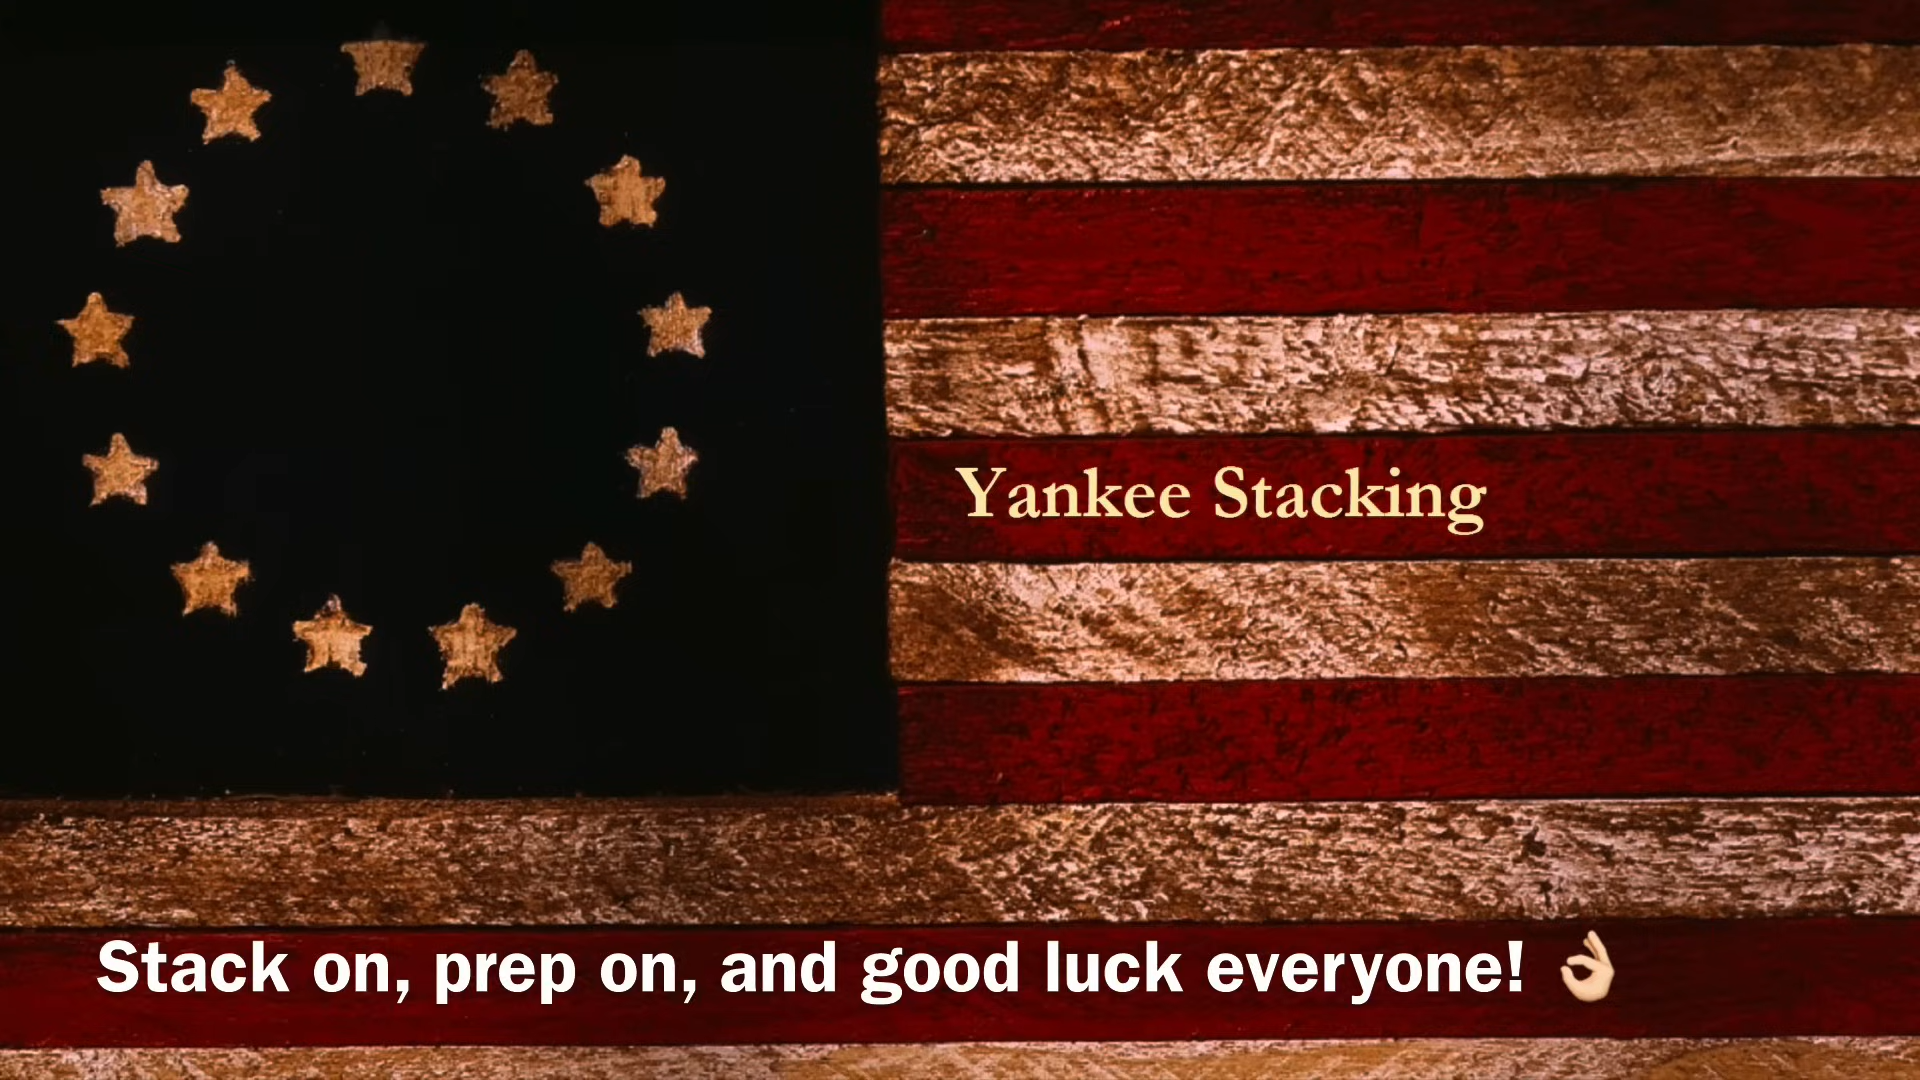 Yankee Stacking
Stack on, prep on, and good luck everyone! 👌🏼